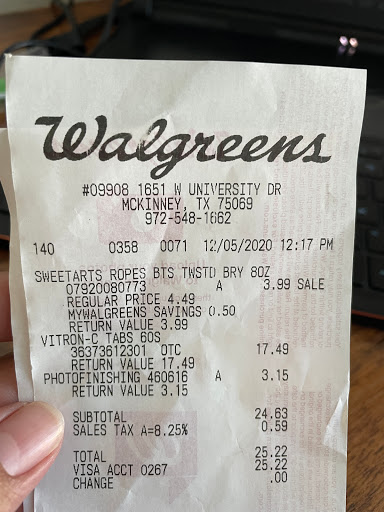 Walgreens
#09908 1651 W UNIVERSITY DR
MCKINNEY, TX 75069
972-548-1662
140 0358 0071 12/05/2020 12:17 PM
SWEETARTS ROPES BTS TWSTD BRY 8OZ
07920080773 A 3.99 SALE
REGULAR PRICE 4.49
MYWALGREENS SAVINGS 0.50
RETURN VALUE 3.99
VITRON-C TABS 60S
36373612301 OTC 17.49
RETURN VALUE 17.49
PHOTOFINISHING 460616 A 3.15
RETURN VALUE 3.15
SUBTOTAL 24.63
SALES TAX A=8.25% 0.59
TOTAL 25.22
VISA ACCT 0267 25.22
CHANGE .00